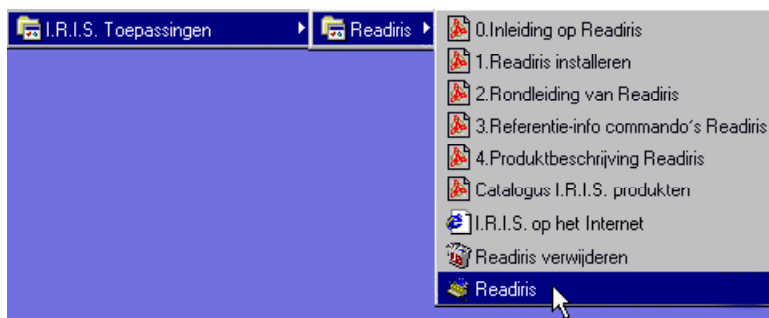 I.R.I.S. Toepassingen
Readiris
0.Inleiding op Readiris
1.Readiris installeren
2.Rondleiding van Readiris
3.Referentie-info commando´s Readiris
4.Produktbeschrijving Readiris
Catalogus I.R.I.S. produkten
I.R.I.S. op het Internet
Readiris verwijderen
Readiris